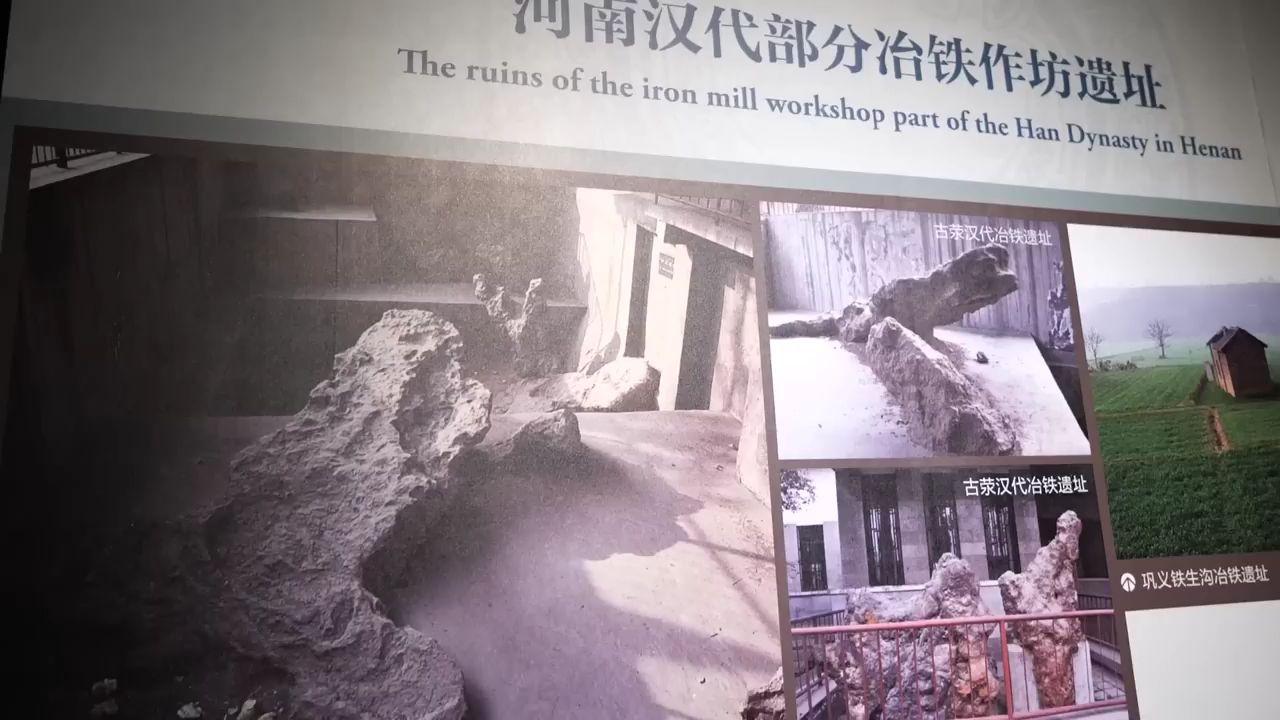 河南汉代部分冶铁作坊遗址
The ruins of the iron mill workshop part of the Han Dynasty in Henan
古荥汉代冶铁遗址
古荥汉代冶铁遗址
巩义铁生沟冶铁遗址